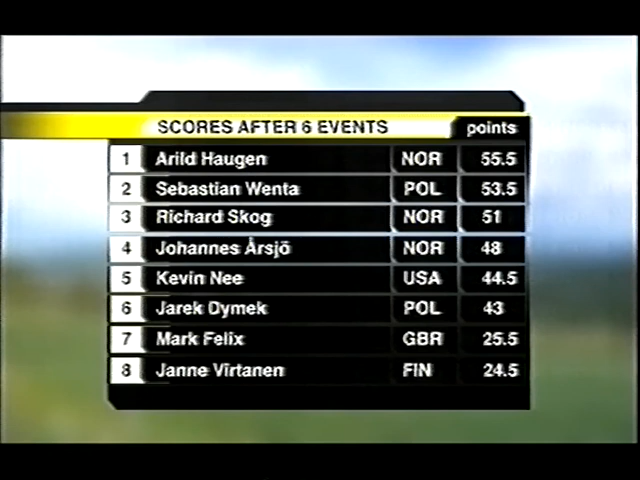 SCORES AFTER 6 EVENTS points
1 Arild Haugen NOR 55.5
2 Sebastian Wenta POL 53.5
3 Richard Skog NOR 51
4 Johannes Årsjö NOR 48
5 Kevin Nee USA 44.5
6 Jarek Dymek POL 43
7 Mark Felix GBR 25.5
8 Janne Virtanen FIN 24.5